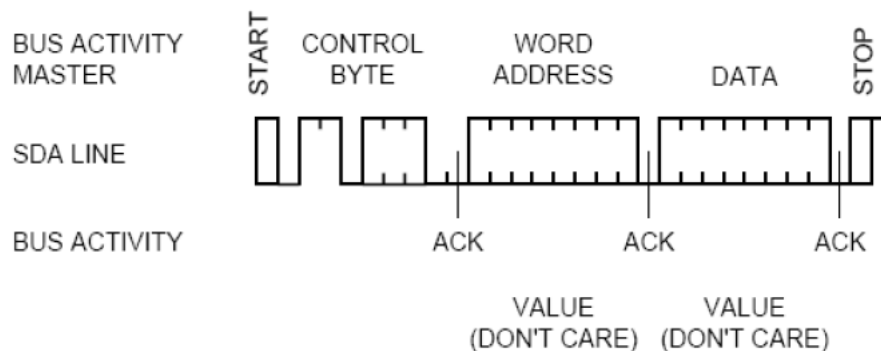 BUS ACTIVITY
MASTER
START
CONTROL
BYTE
WORD
ADDRESS
DATA
STOP
SDA LINE
BUS ACTIVITY
ACK
ACK
ACK
VALUE
(DON'T CARE)
VALUE
(DON'T CARE)